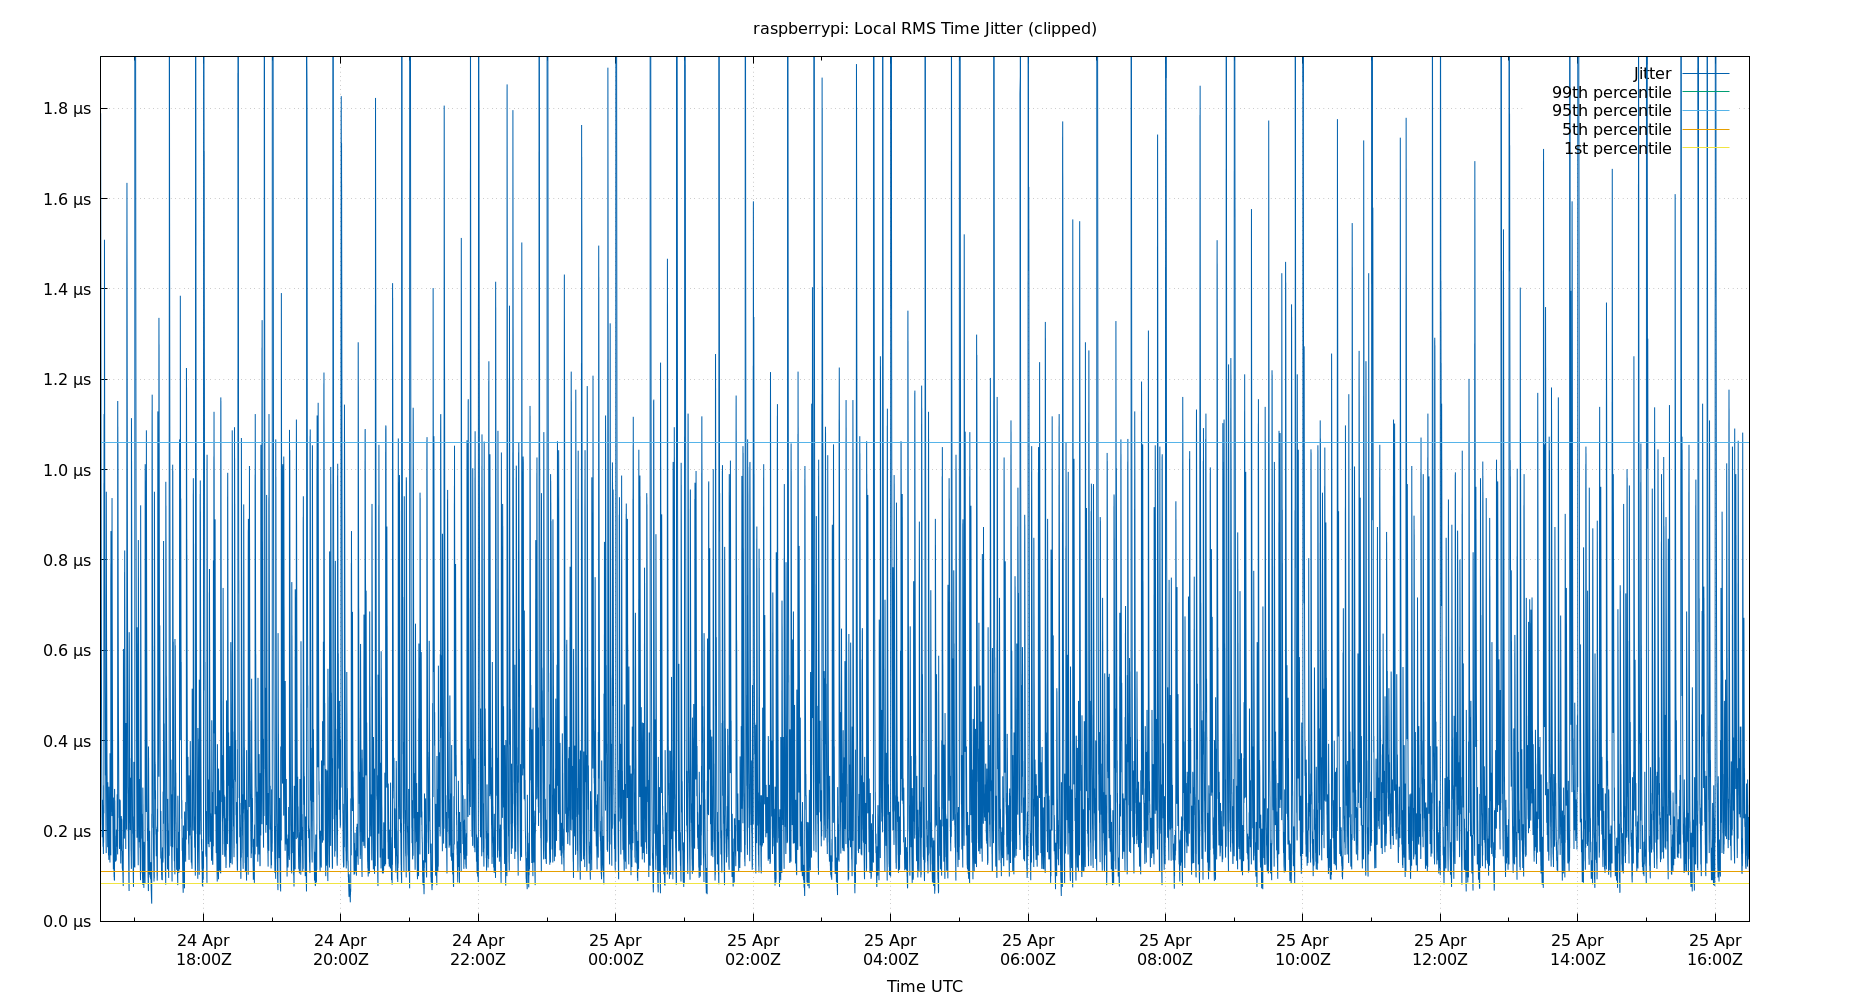 raspberrypi: Local RMS Time Jitter (clipped)
Jitter
99th percentile
95th percentile
5th percentile
1st percentile
1.8 µs
1.6 µs
1.4 µs
1.2 µs
1.0 µs
0.8 µs
0.6 µs
0.4 µs
0.2 µs
0.0 µs
24 Apr 24 Apr 24 Apr 25 Apr 25 Apr 25 Apr 25 Apr 25 Apr 25 Apr 25 Apr 25 Apr 25 Apr
18:00Z 20:00Z 22:00Z 00:00Z 02:00Z 04:00Z 06:00Z 08:00Z 10:00Z 12:00Z 14:00Z 16:00Z
Time UTC